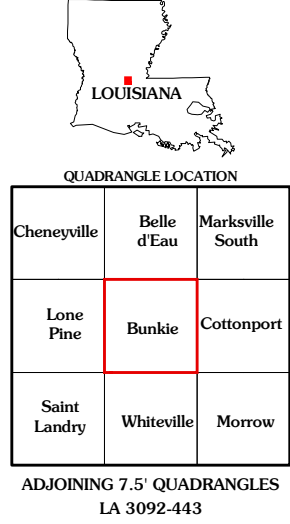 LOUISIANA
QUADRANGLE LOCATION
Cheneyville
Belle
d'Eau
Marksville
South
Lone
Pine
Bunkie
Cottonport
Saint
Landry
Whiteville
Morrow
ADJOINING 7.5' QUADRANGLES
LA 3092-443